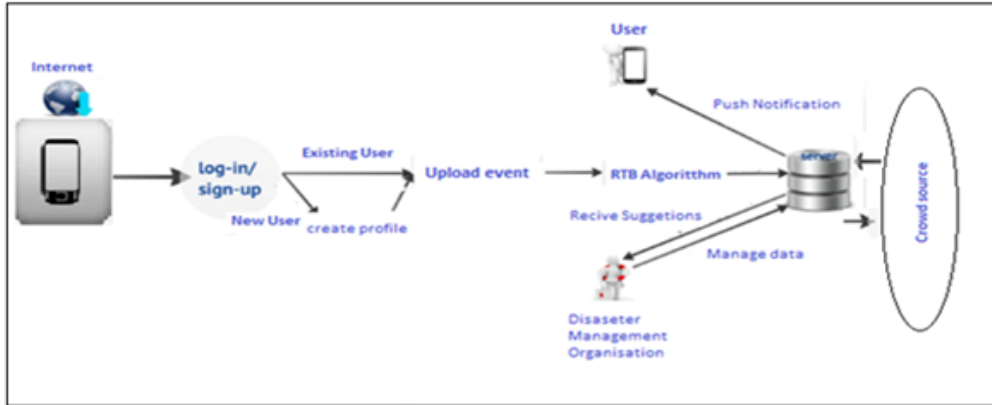 User
Internet
Push Notification
server
log-in/
sign-up
Existing User
Upload event
RTB Algoritthm
New User
create profile
Recive Suggetions
Manage data
Crowd source
Disaseter
Management
Organisation